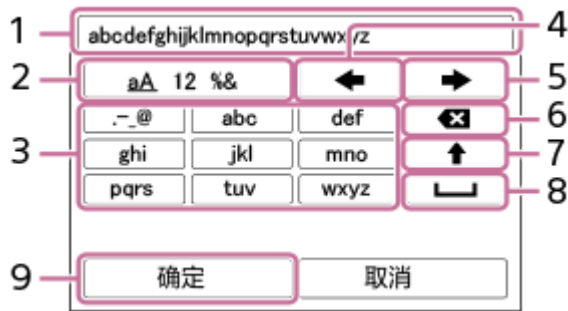 1 abcdefghijklmnopqrstuvwxyz 4
2 aA 12 %& 5
.-_@ abc def 6
3 ghi jkl mno 7
pqrs tuv wxyz 8
9 确定 取消